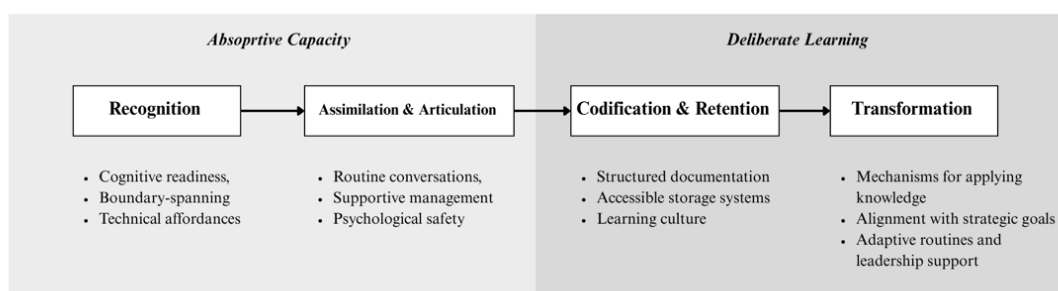 Absoprtive Capacity
Deliberate Learning
Recognition
Assimilation & Articulation
Codification & Retention
Transformation
• Cognitive readiness,
• Boundary-spanning
• Technical affordances
• Routine conversations,
• Supportive management
• Psychological safety
• Structured documentation
• Accessible storage systems
• Learning culture
• Mechanisms for applying
knowledge
• Alignment with strategic goals
• Adaptive routines and
leadership support